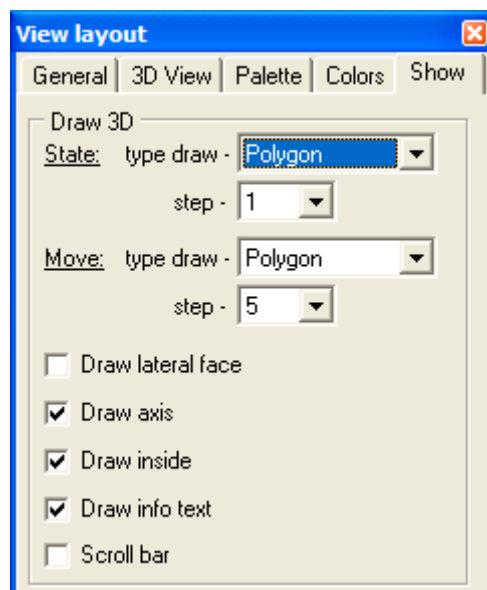 View layout
General 3D View Palette Colors Show
Draw 3D
State: type draw - Polygon
step - 1
Move: type draw - Polygon
step - 5
Draw lateral face
Draw axis
Draw inside
Draw info text
Scroll bar